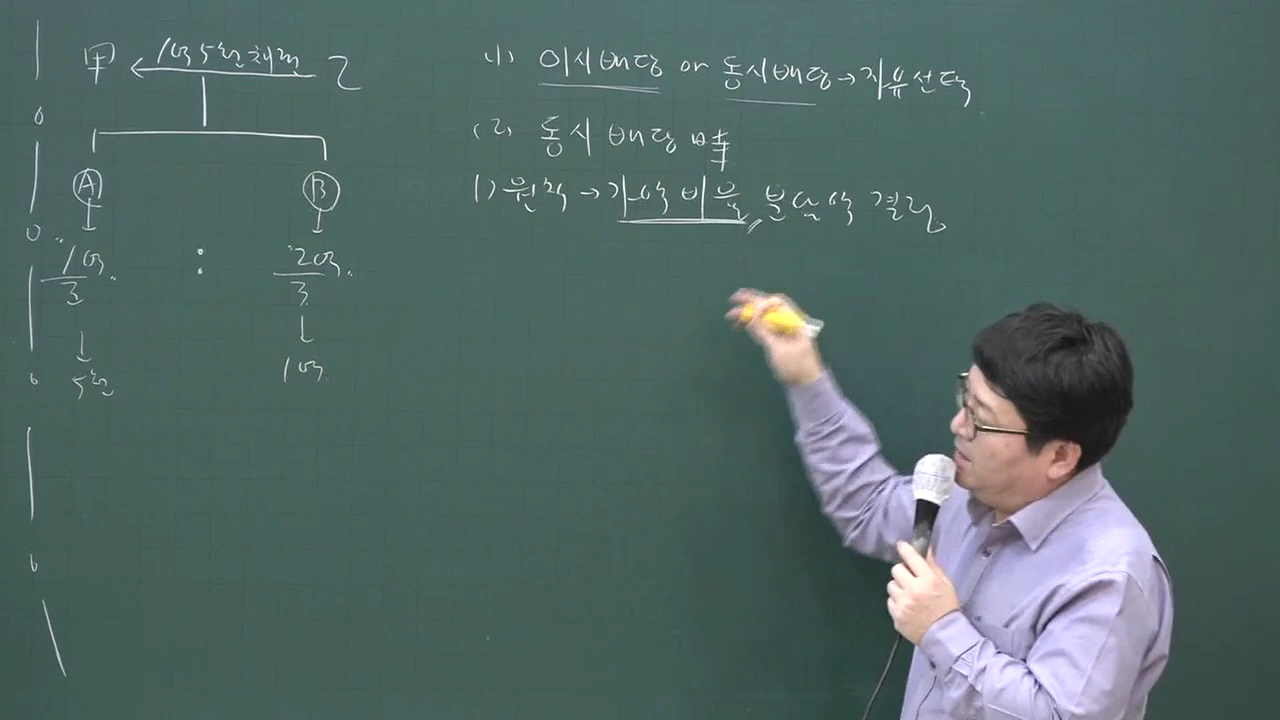 甲 ← 1억5천 채권 乙
Ⓐ Ⓑ
1억/3 : 2억/3
↓ ↓
5천 1억
(1) 이시배당 or 동시배당 → 자유선택
(2) 동시배당 때
1) 원칙 → 가액비율, 분담액 결정